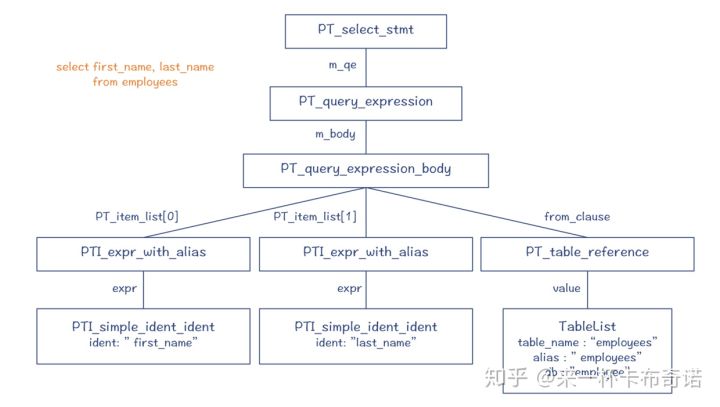 PT_select_stmt
select first_name, last_name
from employees
m_qe
PT_query_expression
m_body
PT_query_expression_body
PT_item_list[0]
PT_item_list[1]
from_clause
PTI_expr_with_alias
PTI_expr_with_alias
PT_table_reference
expr
expr
value
PTI_simple_ident_ident
ident: ” first_name”
PTI_simple_ident_ident
ident: ”last_name”
TableList
table_name : “employees”
alias : ” employees”
db : ”employee”
知乎 @来一杯卡布奇诺